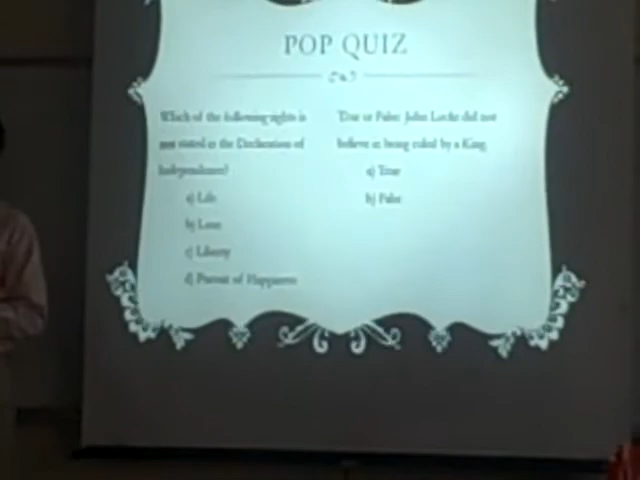 POP QUIZ
Which of the following rights is
not stated in the Declaration of
Independence?
a) Life
b) Love
c) Liberty
d) Pursuit of Happiness
True or False: John Locke did not
believe in being ruled by a King.
a) True
b) False